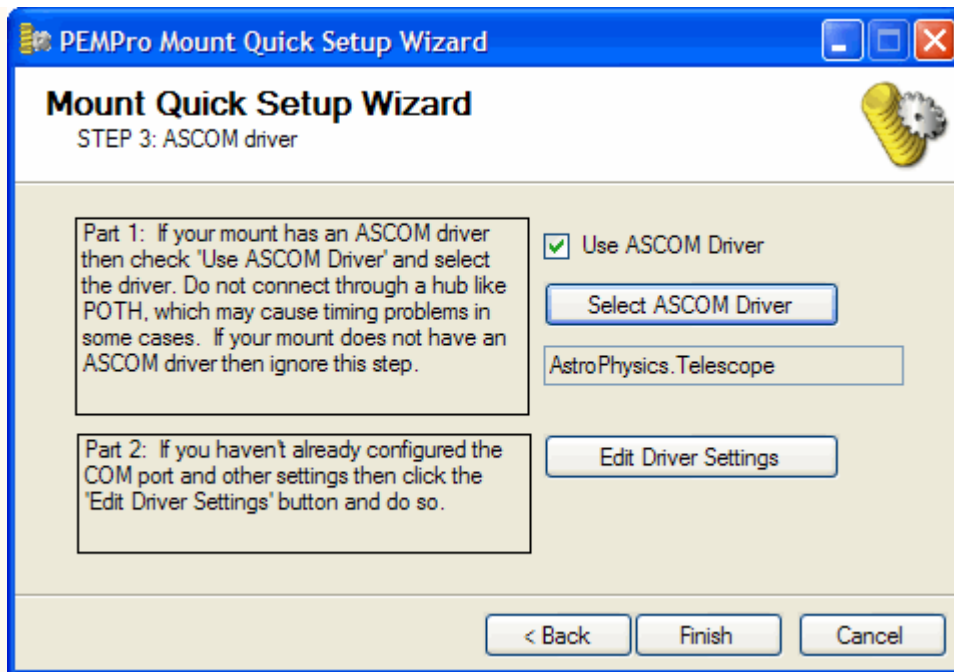 PEMPro Mount Quick Setup Wizard
Mount Quick Setup Wizard
STEP 3: ASCOM driver
Part 1:  If your mount has an ASCOM driver
then check 'Use ASCOM Driver' and select
the driver. Do not connect through a hub like
POTH, which may cause timing problems in
some cases.  If your mount does not have an
ASCOM driver then ignore this step.
Use ASCOM Driver
Select ASCOM Driver
AstroPhysics.Telescope
Part 2:  If you haven't already configured the
COM port and other settings then click the
'Edit Driver Settings' button and do so.
Edit Driver Settings
< Back
Finish
Cancel